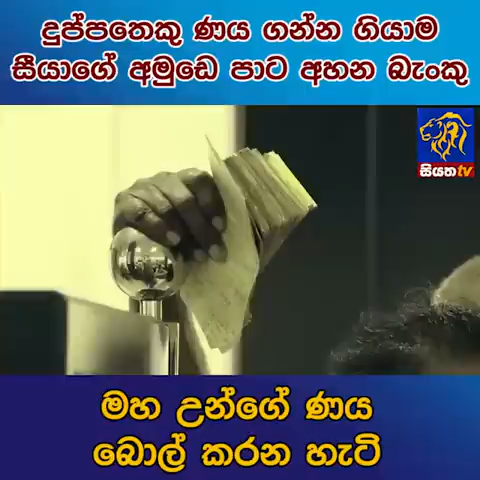 දුප්පතෙකු ණය ගන්න ගියාම
සීයාගේ අමුඩෙ පාට අහන බැංකු
සියත tv
මහ උන්ගේ ණය
බොල් කරන හැටි